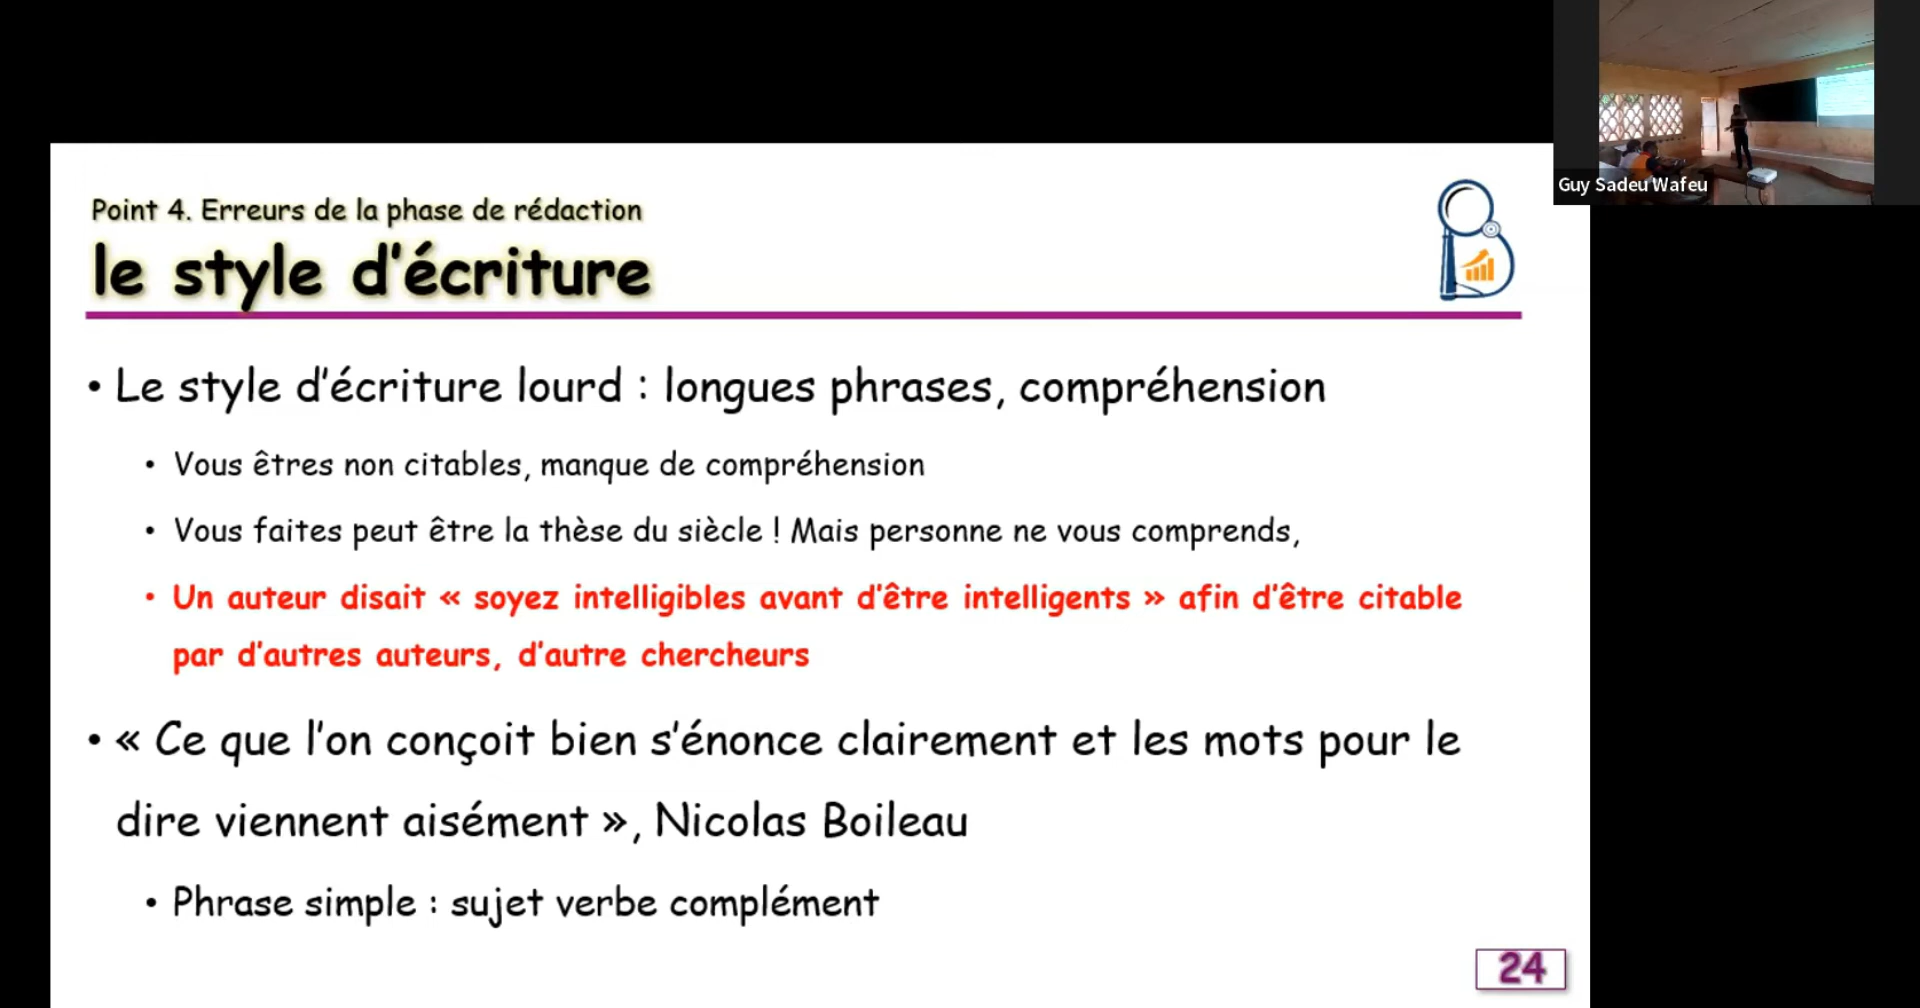 Guy Sadeu Wafeu
Point 4. Erreurs de la phase de rédaction
le style d'écriture
• Le style d'écriture lourd : longues phrases, compréhension
• Vous êtres non citables, manque de compréhension
• Vous faites peut être la thèse du siècle ! Mais personne ne vous comprends,
• Un auteur disait « soyez intelligibles avant d'être intelligents » afin d'être citable
par d'autres auteurs, d'autre chercheurs
• « Ce que l'on conçoit bien s'énonce clairement et les mots pour le
dire viennent aisément », Nicolas Boileau
• Phrase simple : sujet verbe complément
24